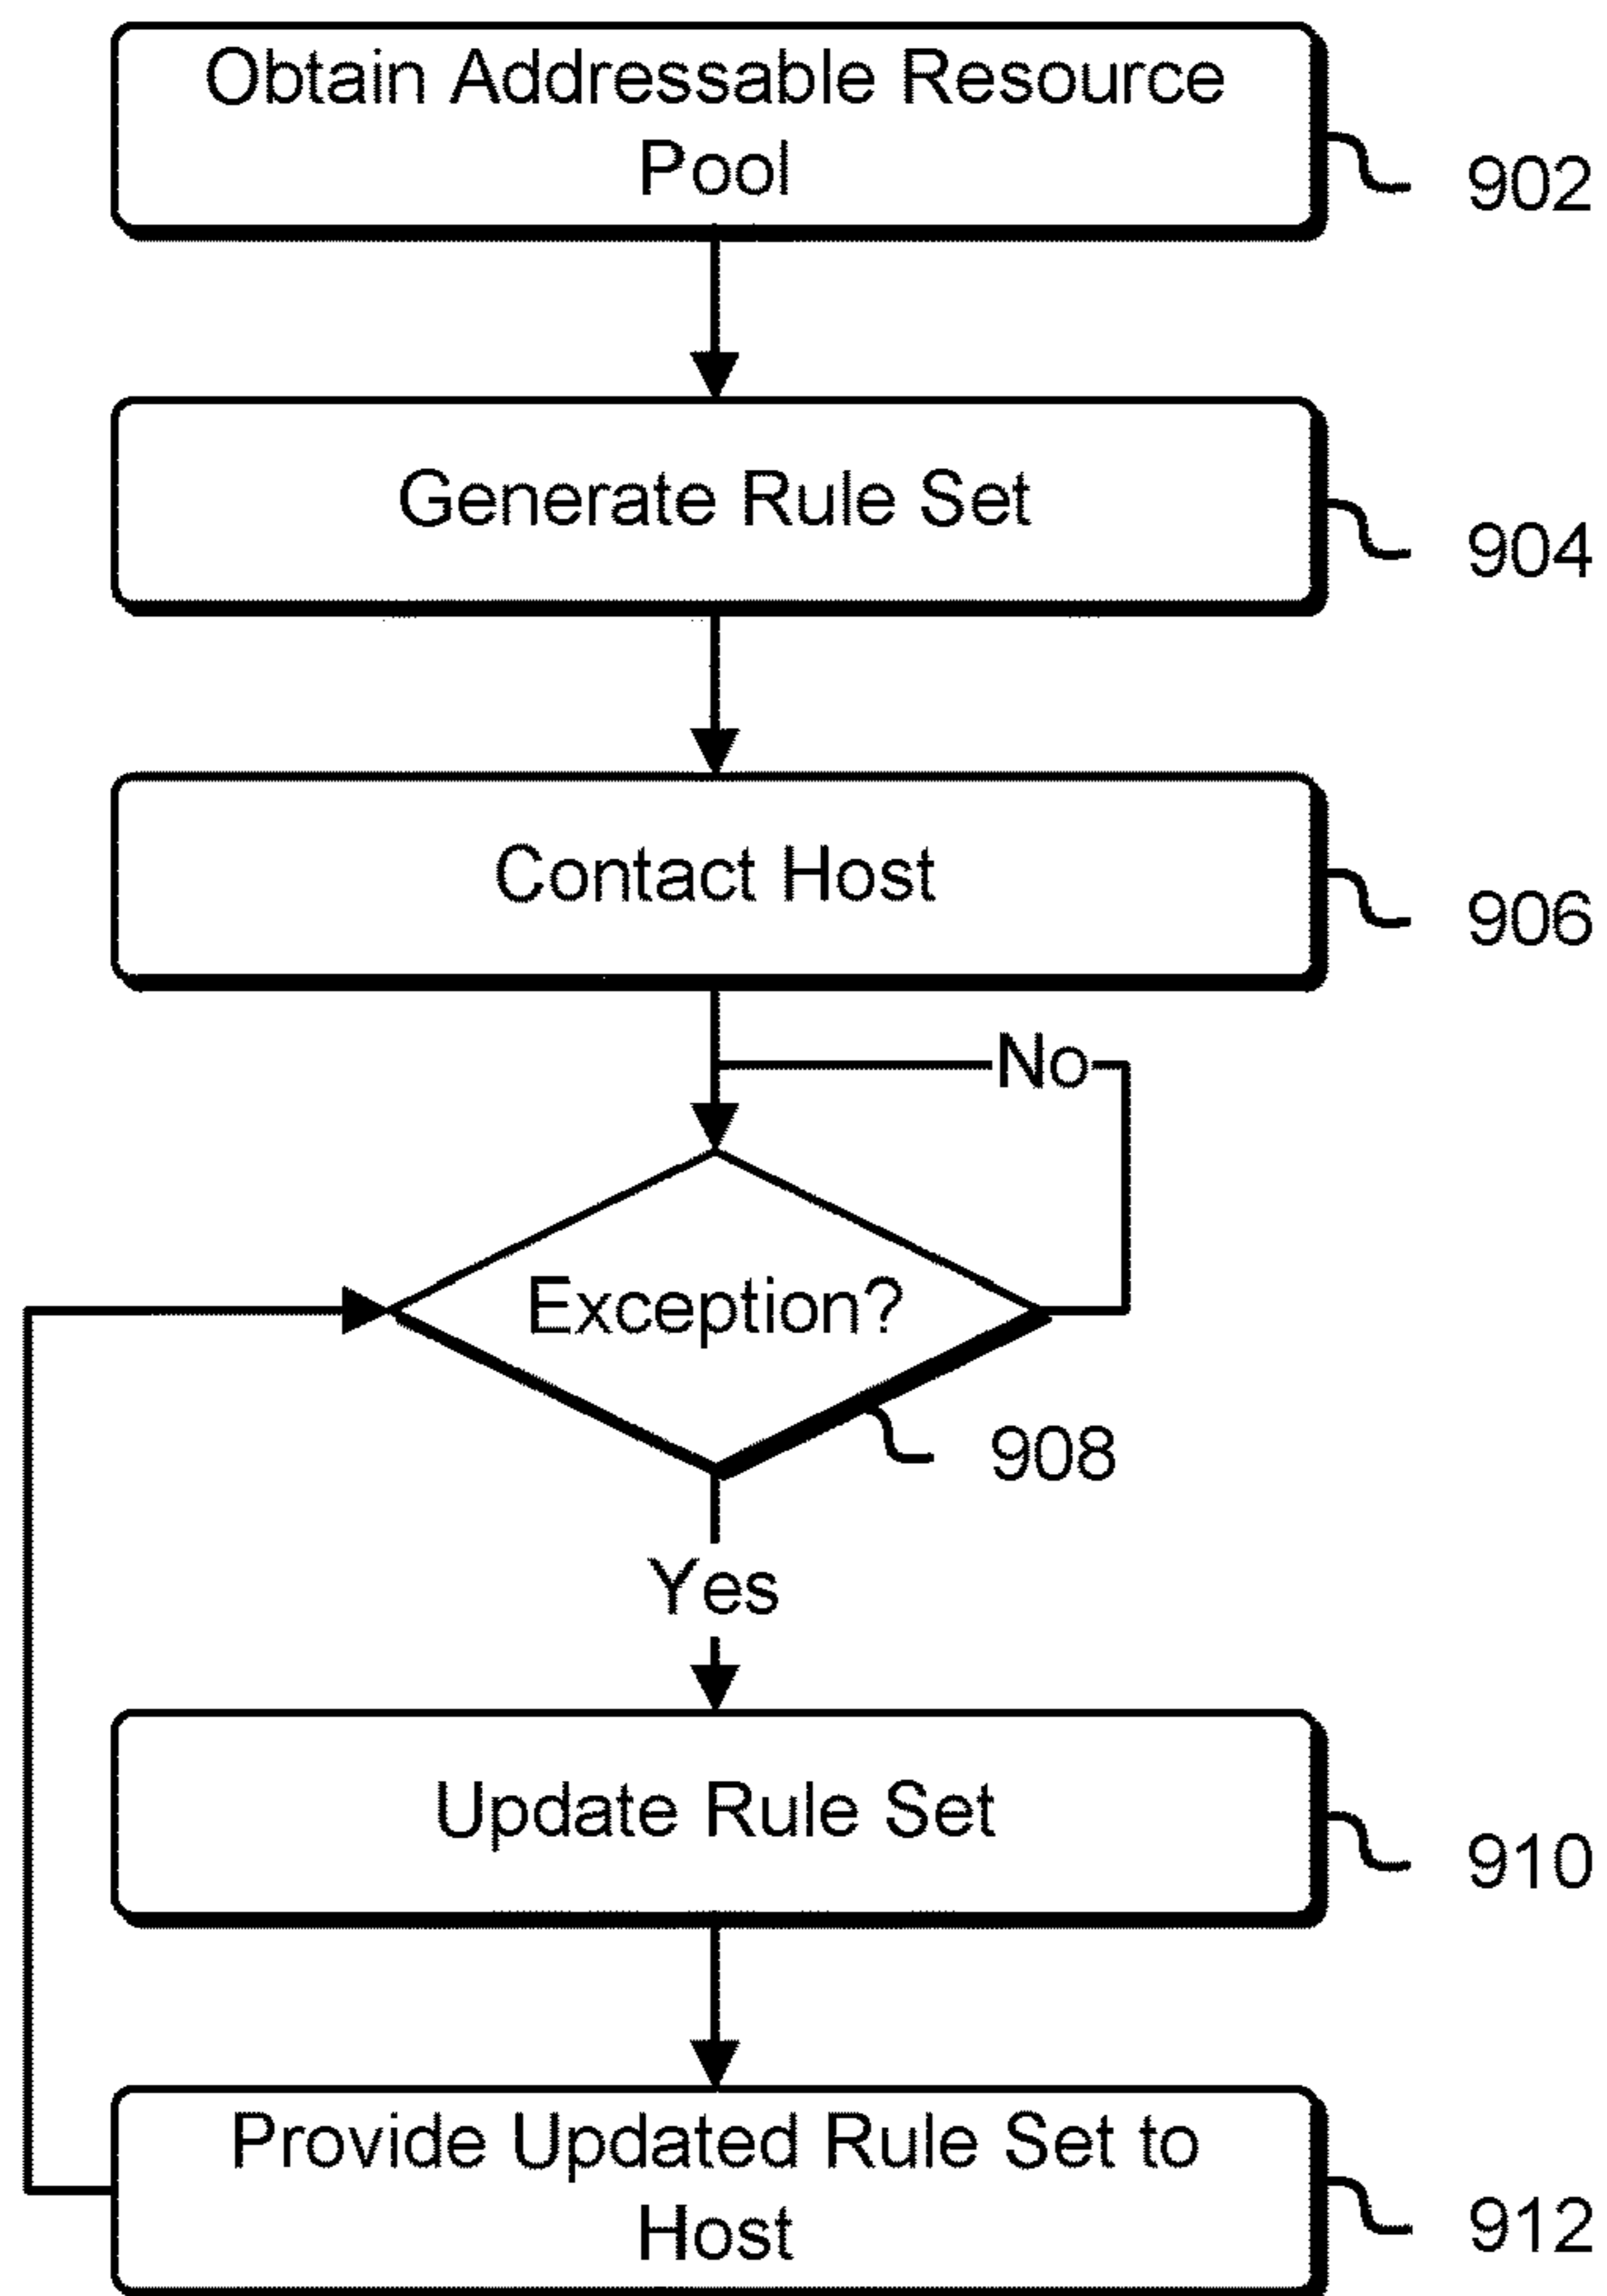 Obtain Addressable Resource
Pool
902
Generate Rule Set
904
Contact Host
906
No
Exception?
908
Yes
Update Rule Set
910
Provide Updated Rule Set to
Host
912